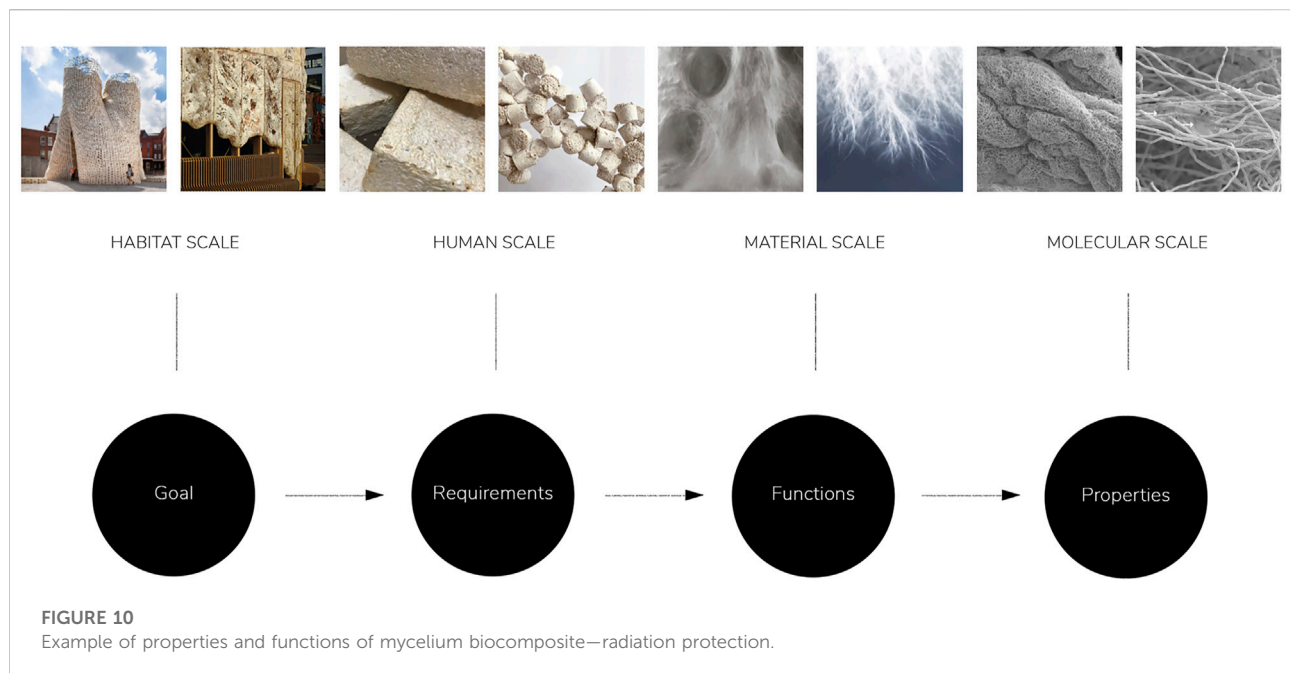 HABITAT SCALE
HUMAN SCALE
MATERIAL SCALE
MOLECULAR SCALE
Goal
Requirements
Functions
Properties
FIGURE 10
Example of properties and functions of mycelium biocomposite—radiation protection.